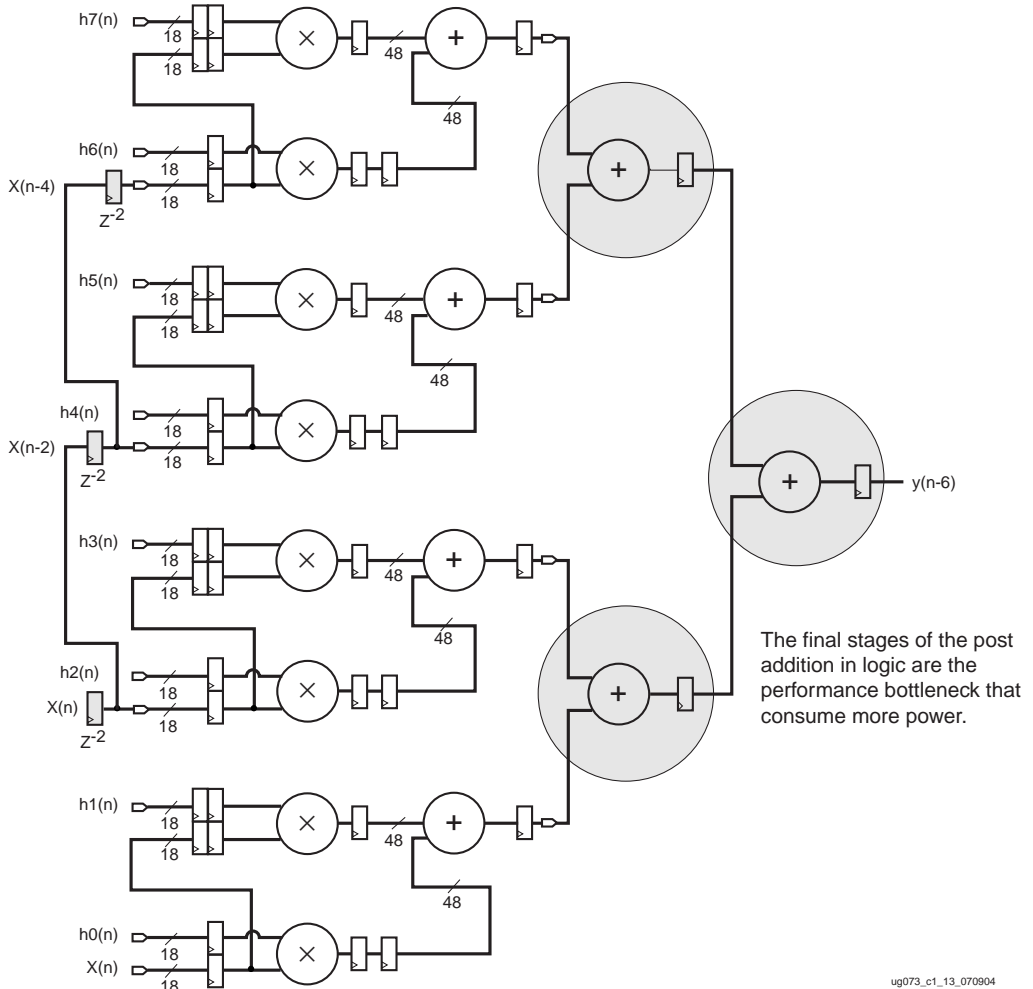 h7(n)
18
18
×
48
+
48
h6(n)
18
X(n-4)
18
Z-2
×
+
h5(n)
18
18
×
48
+
48
h4(n)
18
X(n-2)
18
Z-2
×
+
y(n-6)
h3(n)
18
18
×
48
+
48
h2(n)
18
X(n)
18
Z-2
×
+
The final stages of the post
addition in logic are the
performance bottleneck that
consume more power.
h1(n)
18
18
×
48
+
48
h0(n)
18
X(n)
18
×
ug073_c1_13_070904